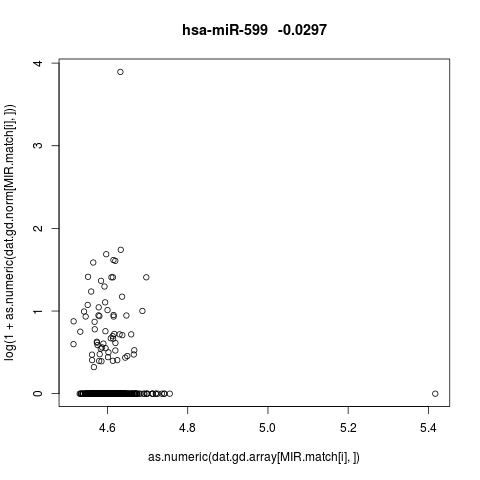 hsa-miR-599 -0.0297
log(1 + as.numeric(dat.gd.norm[MIR.match[i], ]))
4
3
2
1
0
4.6 4.8 5.0 5.2 5.4
as.numeric(dat.gd.array[MIR.match[i], ])